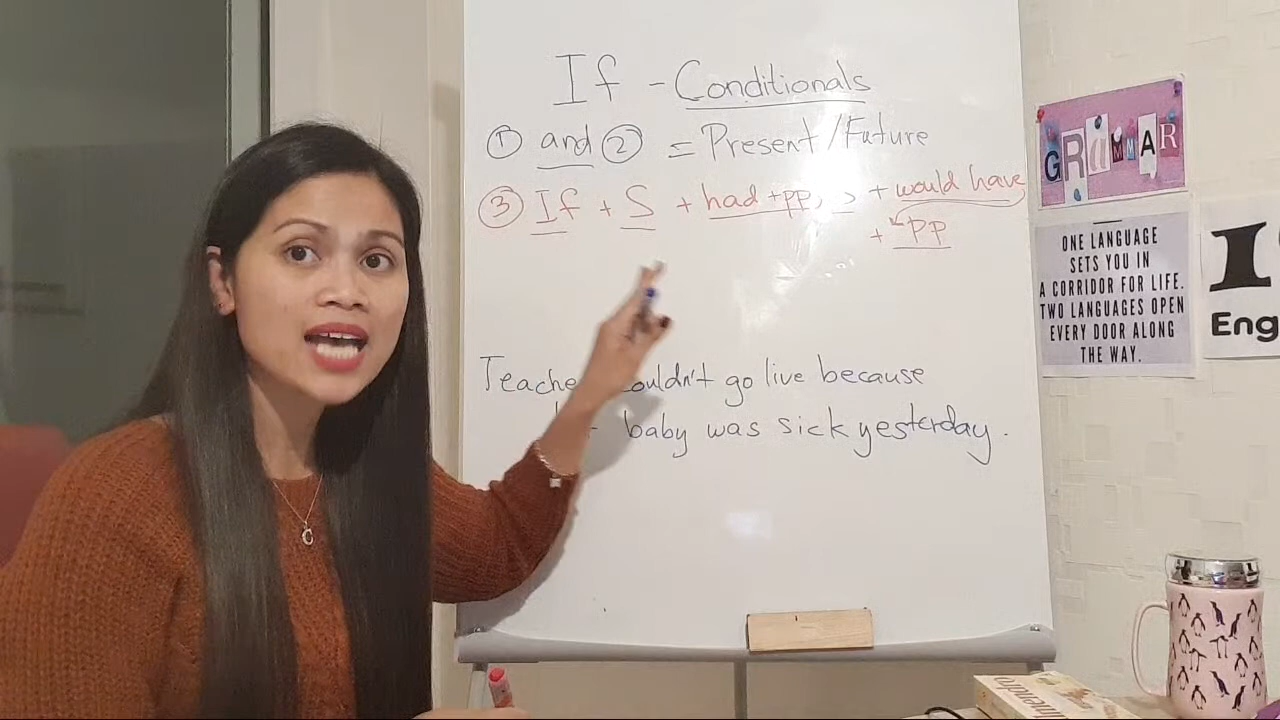 If - Conditionals
① and ② = Present/Future
③ If + S + had + pp, S + would have
+ pp
Teacher couldn't go live because
baby was sick yesterday.
GRAMMAR
ONE LANGUAGE
SETS YOU IN
A CORRIDOR FOR LIFE.
TWO LANGUAGES OPEN
EVERY DOOR ALONG
THE WAY.
I
Eng
C